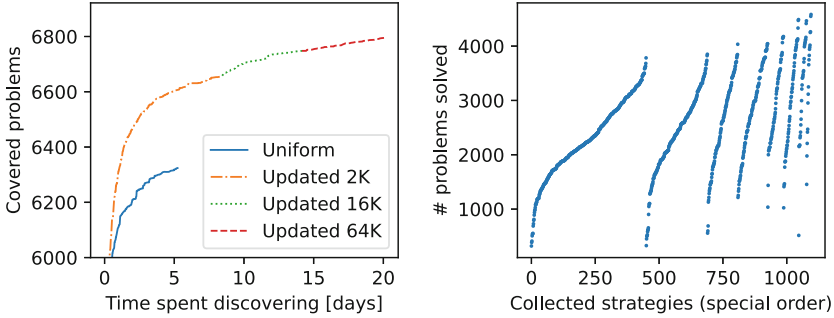 6800
6600
6400
6200
6000
Covered problems
0
5
10
15
20
Time spent discovering [days]
Uniform
Updated 2K
Updated 16K
Updated 64K
4000
3000
2000
1000
# problems solved
0
250
500
750
1000
Collected strategies (special order)